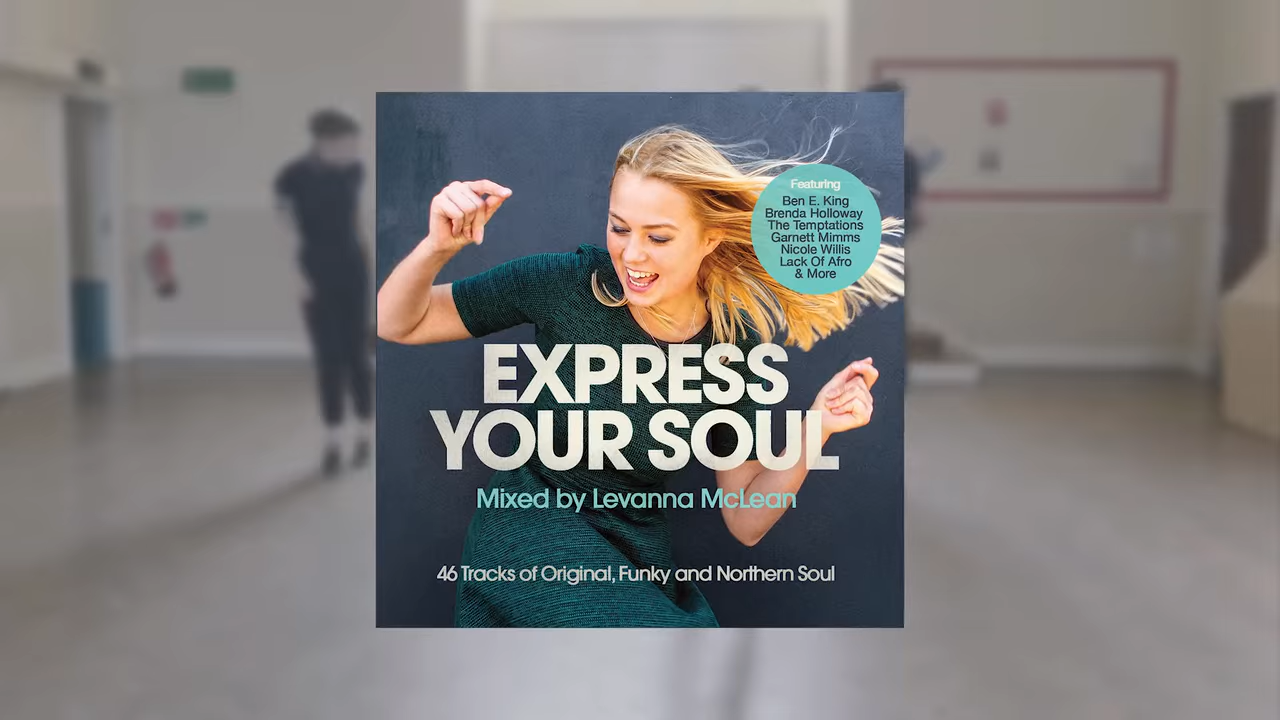 Featuring
Ben E. King
Brenda Holloway
The Temptations
Garnett Mimms
Nicole Willis
Lack Of Afro
& More
EXPRESS
YOUR SOUL
Mixed by Levanna McLean
46 Tracks of Original, Funky and Northern Soul